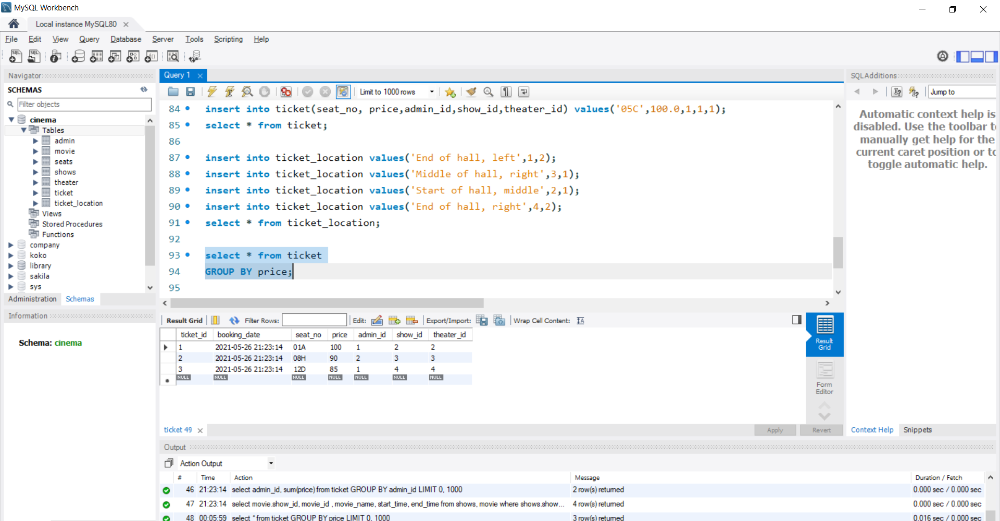 MySQL Workbench
Local instance MySQL80
File Edit View Query Database Server Tools Scripting Help
Navigator
SCHEMAS
Filter objects
cinema
Tables
admin
movie
seats
shows
theater
ticket
ticket_location
Views
Stored Procedures
Functions
company
koko
library
sakila
sys
Administration Schemas
Information
Schema: cinema
Query 1
Limit to 1000 rows
84 insert into ticket(seat_no, price,admin_id,show_id,theater_id) values('05C',100.0,1,1,1);
85 select * from ticket;
86
87 insert into ticket_location values('End of hall, left',1,2);
88 insert into ticket_location values('Middle of hall, right',3,1);
89 insert into ticket_location values('Start of hall, middle',2,1);
90 insert into ticket_location values('End of hall, right',4,2);
91 select * from ticket_location;
92
93 select * from ticket
94 GROUP BY price;
95
Result Grid Filter Rows: Edit: Export/Import: Wrap Cell Content:
ticket_id booking_date seat_no price admin_id show_id theater_id
1 2021-05-26 21:23:14 01A 100 1 2 2
2 2021-05-26 21:23:14 08H 90 2 3 3
3 2021-05-26 21:23:14 12D 85 1 4 4
NULL NULL NULL NULL NULL NULL NULL
Result
Grid
Form
Editor
ticket 49
Apply Revert
SQLAdditions
Jump to
Automatic context help is
disabled. Use the toolbar t
manually get help for the
current caret position or to
toggle automatic help.
Context Help Snippets
Output
Action Output
# Time Action Message Duration / Fetch
46 21:23:14 select admin_id, sum(price) from ticket GROUP BY admin_id LIMIT 0, 1000 2 row(s) returned 0.000 sec / 0.000 sec
47 21:23:14 select movie.show_id, movie_id , movie_name, start_time, end_time from shows, movie where shows.show... 4 row(s) returned 0.000 sec / 0.000 sec
48 00:05:59 select * from ticket GROUP BY price LIMIT 0, 1000 3 row(s) returned 0.016 sec / 0.000 sec